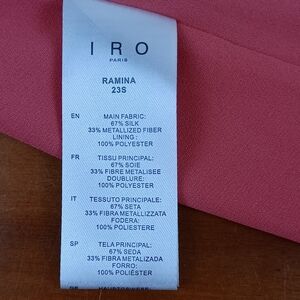 IRO
PARIS
RAMINA
23S
EN MAIN FABRIC:
67% SILK
33% METALLIZED FIBER
LINING :
100% POLYESTER
FR TISSU PRINCIPAL:
67% SOIE
33% FIBRE METALISEE
DOUBLURE:
100% POLYESTER
IT TESSUTO PRINCIPALE:
67% SETA
33% FIBRA METALLIZZATA
FODERA:
100% POLYESTER
SP TELA PRINCIPAL:
67% SEDA
33% FIBRA METALIZADA
FORRO:
100% POLIÉSTER